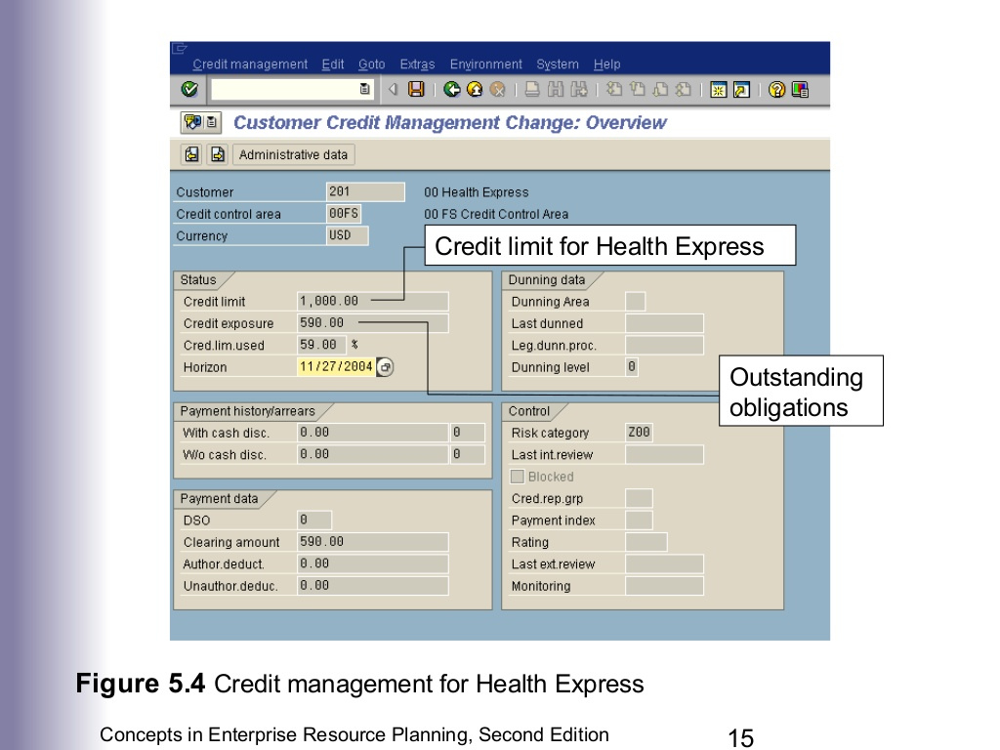 Credit management Edit Goto Extras Environment System Help
Customer Credit Management Change: Overview
Administrative data
Customer 201 00 Health Express
Credit control area 00FS 00 FS Credit Control Area
Currency USD
Credit limit for Health Express
Status
Credit limit 1,000.00
Credit exposure 590.00
Cred.lim.used 59.00 %
Horizon 11/27/2004
Dunning data
Dunning Area
Last dunned
Leg.dunn.proc.
Dunning level 0
Outstanding
obligations
Payment history/arrears
With cash disc. 0.00 0
W/o cash disc. 0.00 0
Control
Risk category Z00
Last int.review
Blocked
Cred.rep.grp
Payment index
Rating
Last ext.review
Monitoring
Payment data
DSO 0
Clearing amount 590.00
Author.deduct. 0.00
Unauthor.deduc. 0.00
Figure 5.4 Credit management for Health Express
Concepts in Enterprise Resource Planning, Second Edition 15